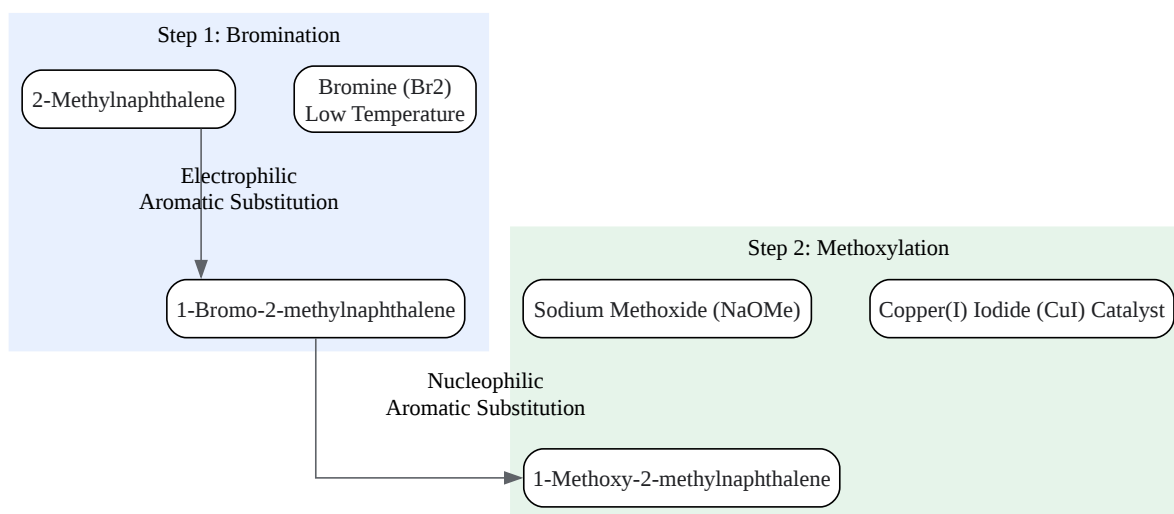 Step 1: Bromination
2-Methylnaphthalene
Bromine (Br2)
Low Temperature
Electrophilic
Aromatic Substitution
1-Bromo-2-methylnaphthalene
Step 2: Methoxylation
Sodium Methoxide (NaOMe)
Copper(I) Iodide (CuI) Catalyst
Nucleophilic
Aromatic Substitution
1-Methoxy-2-methylnaphthalene